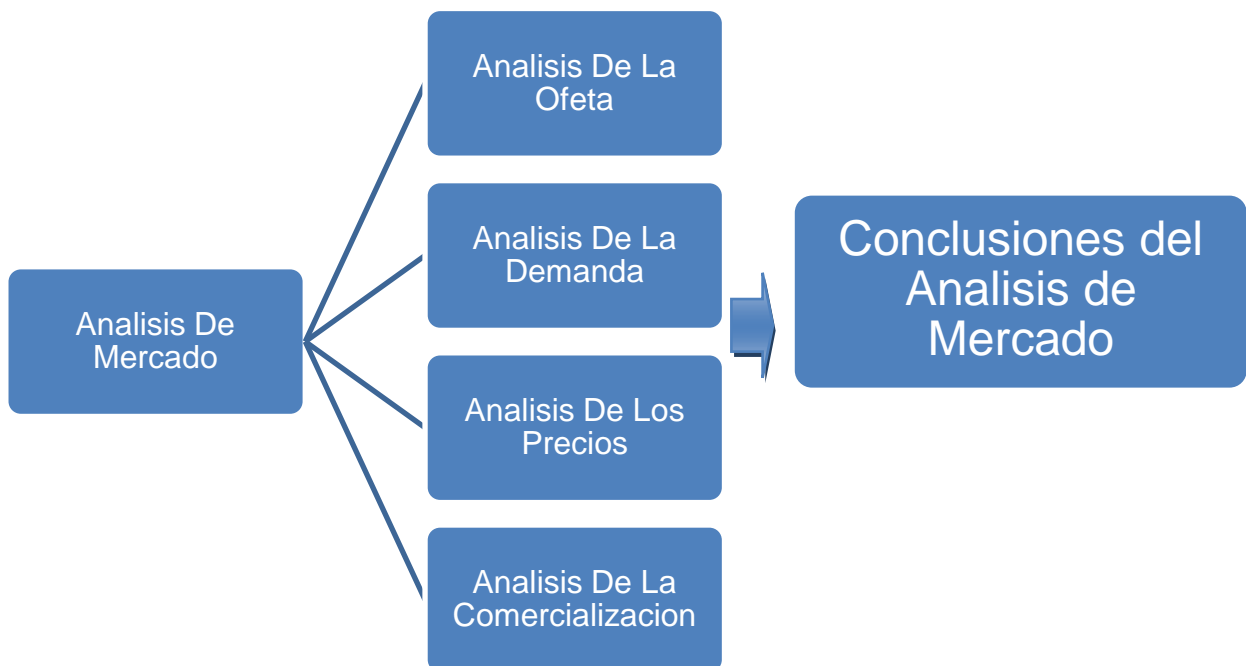 Analisis De La
Ofeta
Analisis De La
Demanda
Analisis De
Mercado
Analisis De Los
Precios
Analisis De La
Comercializacion
Conclusiones del
Analisis de
Mercado